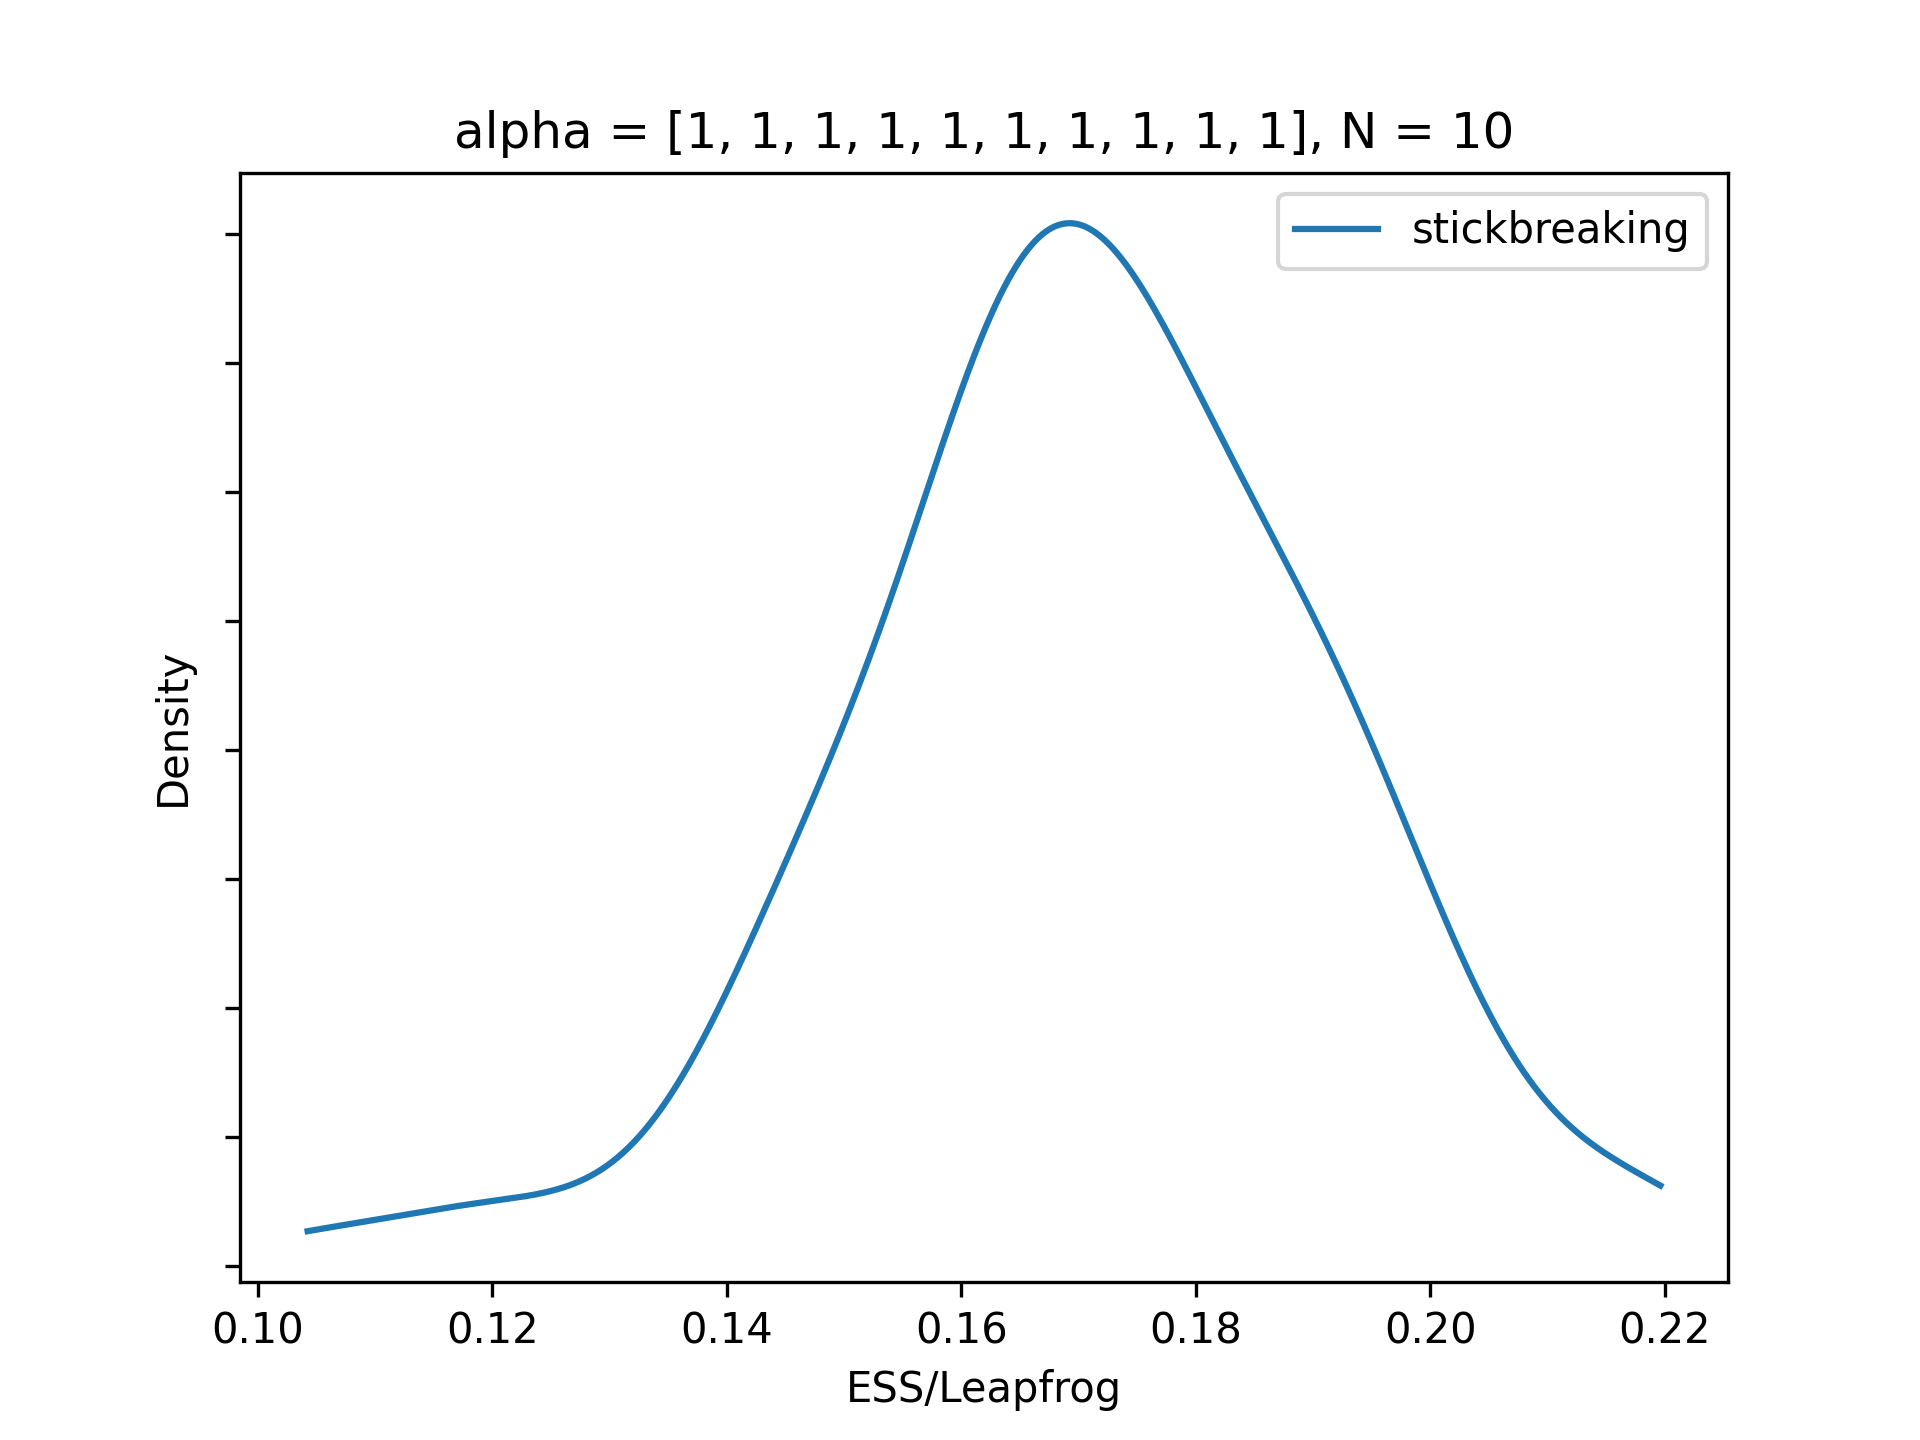 alpha = [1, 1, 1, 1, 1, 1, 1, 1, 1, 1], N = 10
stickbreaking
Density
0.10 0.12 0.14 0.16 0.18 0.20 0.22
ESS/Leapfrog